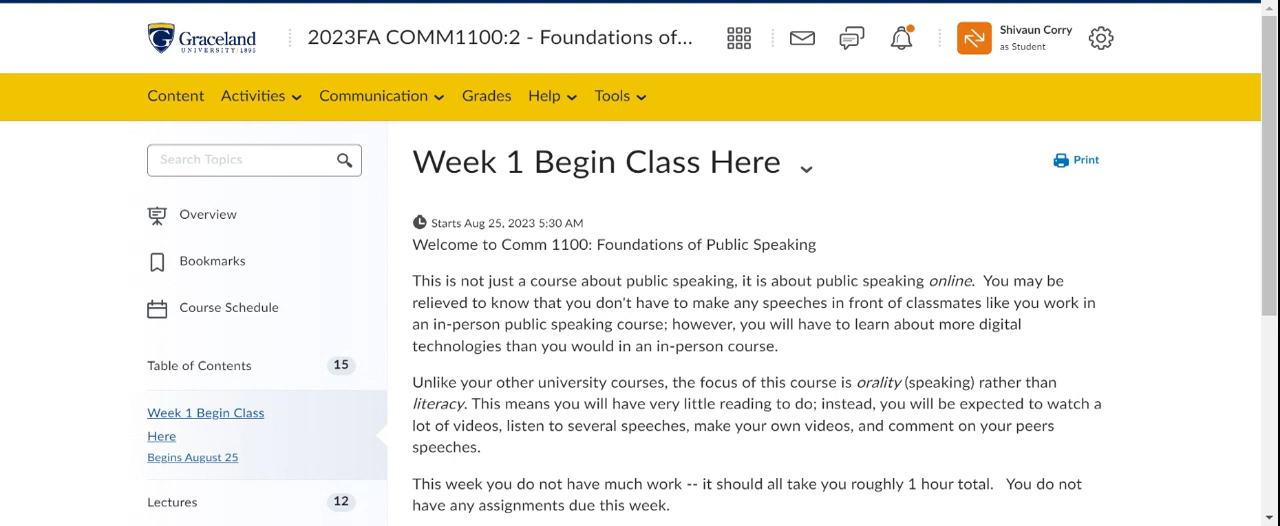 Graceland
UNIVERSITY 1895
2023FA COMM1100:2 - Foundations of...
Shivaun Corry
as Student
Content Activities Communication Grades Help Tools
Search Topics
Overview
Bookmarks
Course Schedule
Table of Contents 15
Week 1 Begin Class
Here
Begins August 25
Lectures 12
Week 1 Begin Class Here
Print
Starts Aug 25, 2023 5:30 AM
Welcome to Comm 1100: Foundations of Public Speaking
This is not just a course about public speaking, it is about public speaking online. You may be
relieved to know that you don't have to make any speeches in front of classmates like you work in
an in-person public speaking course; however, you will have to learn about more digital
technologies than you would in an in-person course.
Unlike your other university courses, the focus of this course is orality (speaking) rather than
literacy. This means you will have very little reading to do; instead, you will be expected to watch a
lot of videos, listen to several speeches, make your own videos, and comment on your peers
speeches.
This week you do not have much work -- it should all take you roughly 1 hour total. You do not
have any assignments due this week.